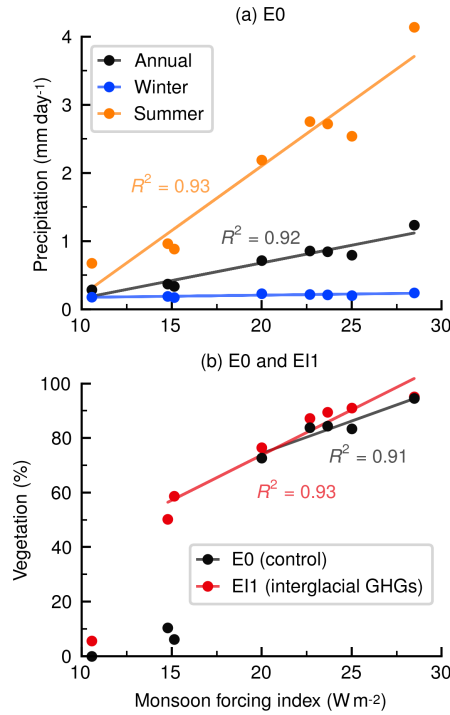 (a) E0
4
3
2
1
0
Precipitation (mm day-1)
Annual
Winter
Summer
R² = 0.93
R² = 0.92
10 15 20 25 30
(b) E0 and EI1
100
80
60
40
20
0
Vegetation (%)
R² = 0.91
R² = 0.93
E0 (control)
EI1 (interglacial GHGs)
10 15 20 25 30
Monsoon forcing index (W m-2)